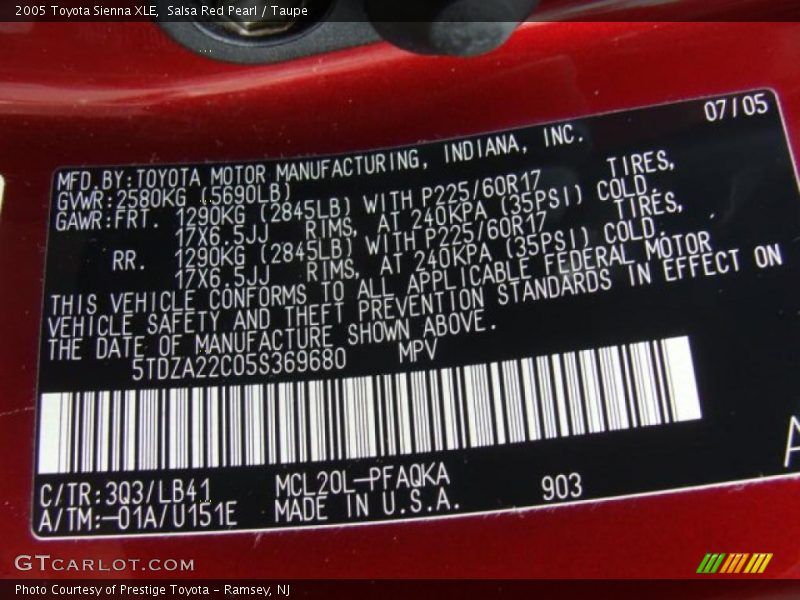 2005 Toyota Sienna XLE, Salsa Red Pearl / Taupe
07/05
MFD.BY:TOYOTA MOTOR MANUFACTURING, INDIANA, INC.
GVWR:2580KG (5690LB)
GAWR:FRT. 1290KG (2845LB) WITH P225/60R17 TIRES,
17X6.5JJ RIMS, AT 240KPA (35PSI) COLD.
RR. 1290KG (2845LB) WITH P225/60R17 TIRES,
17X6.5JJ RIMS, AT 240KPA (35PSI) COLD.
THIS VEHICLE CONFORMS TO ALL APPLICABLE FEDERAL MOTOR
VEHICLE SAFETY AND THEFT PREVENTION STANDARDS IN EFFECT ON
THE DATE OF MANUFACTURE SHOWN ABOVE.
5TDZA22C05S369680 MPV
A
C/TR:3Q3/LB41 MCL20L-PFAQKA 903
A/TM:-01A/U151E MADE IN U.S.A.
GTCARLOT.COM
Photo Courtesy of Prestige Toyota - Ramsey, NJ